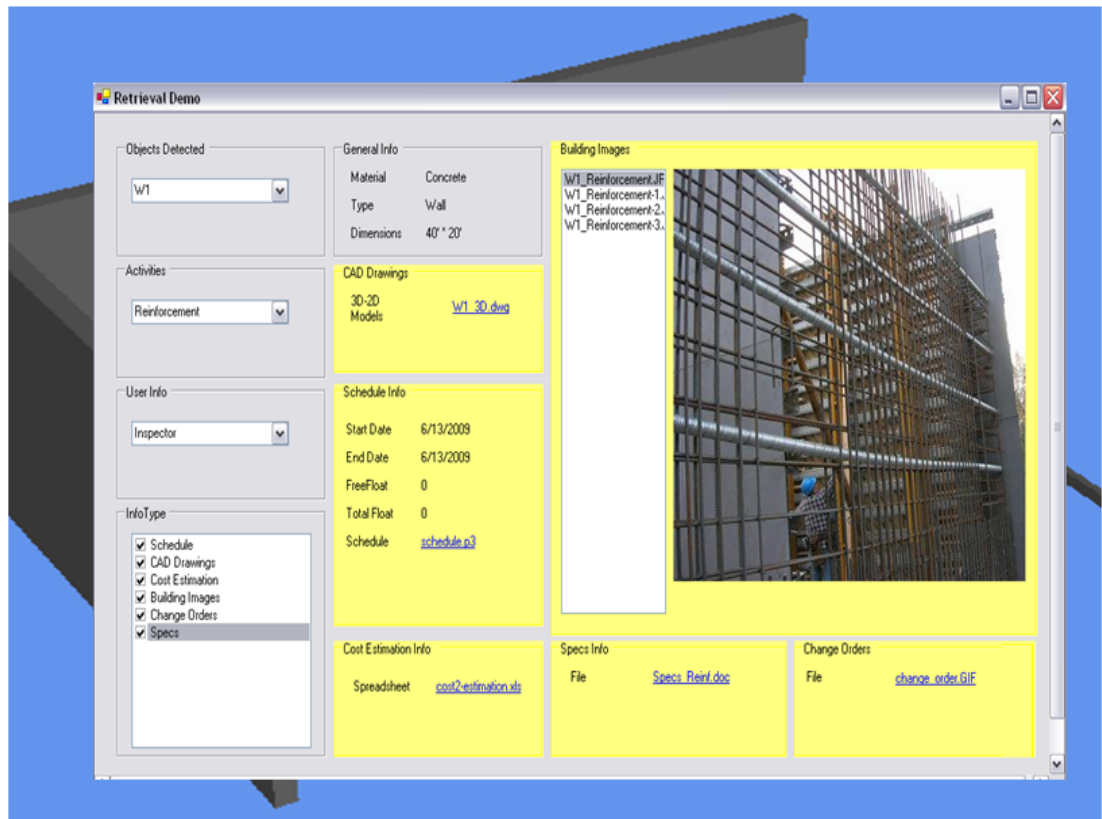 Retrieval Demo
Objects Detected
W1
Activities
Reinforcement
User Info
Inspector
InfoType
Schedule
CAD Drawings
Cost Estimation
Building Images
Change Orders
Specs
General Info
Material Concrete
Type Wall
Dimensions 40' * 20'
CAD Drawings
3D-2D
Models W1_3D.dwg
Schedule Info
Start Date 6/13/2009
End Date 6/13/2009
FreeFloat 0
Total Float 0
Schedule schedule.p3
Cost Estimation Info
Spreadsheet cost2-estimation.xls
Building Images
W1_Reinforcement.JF
W1_Reinforcement-1.
W1_Reinforcement-2.
W1_Reinforcement-3.
Specs Info
File Specs_Reinf.doc
Change Orders
File change_order.GIF